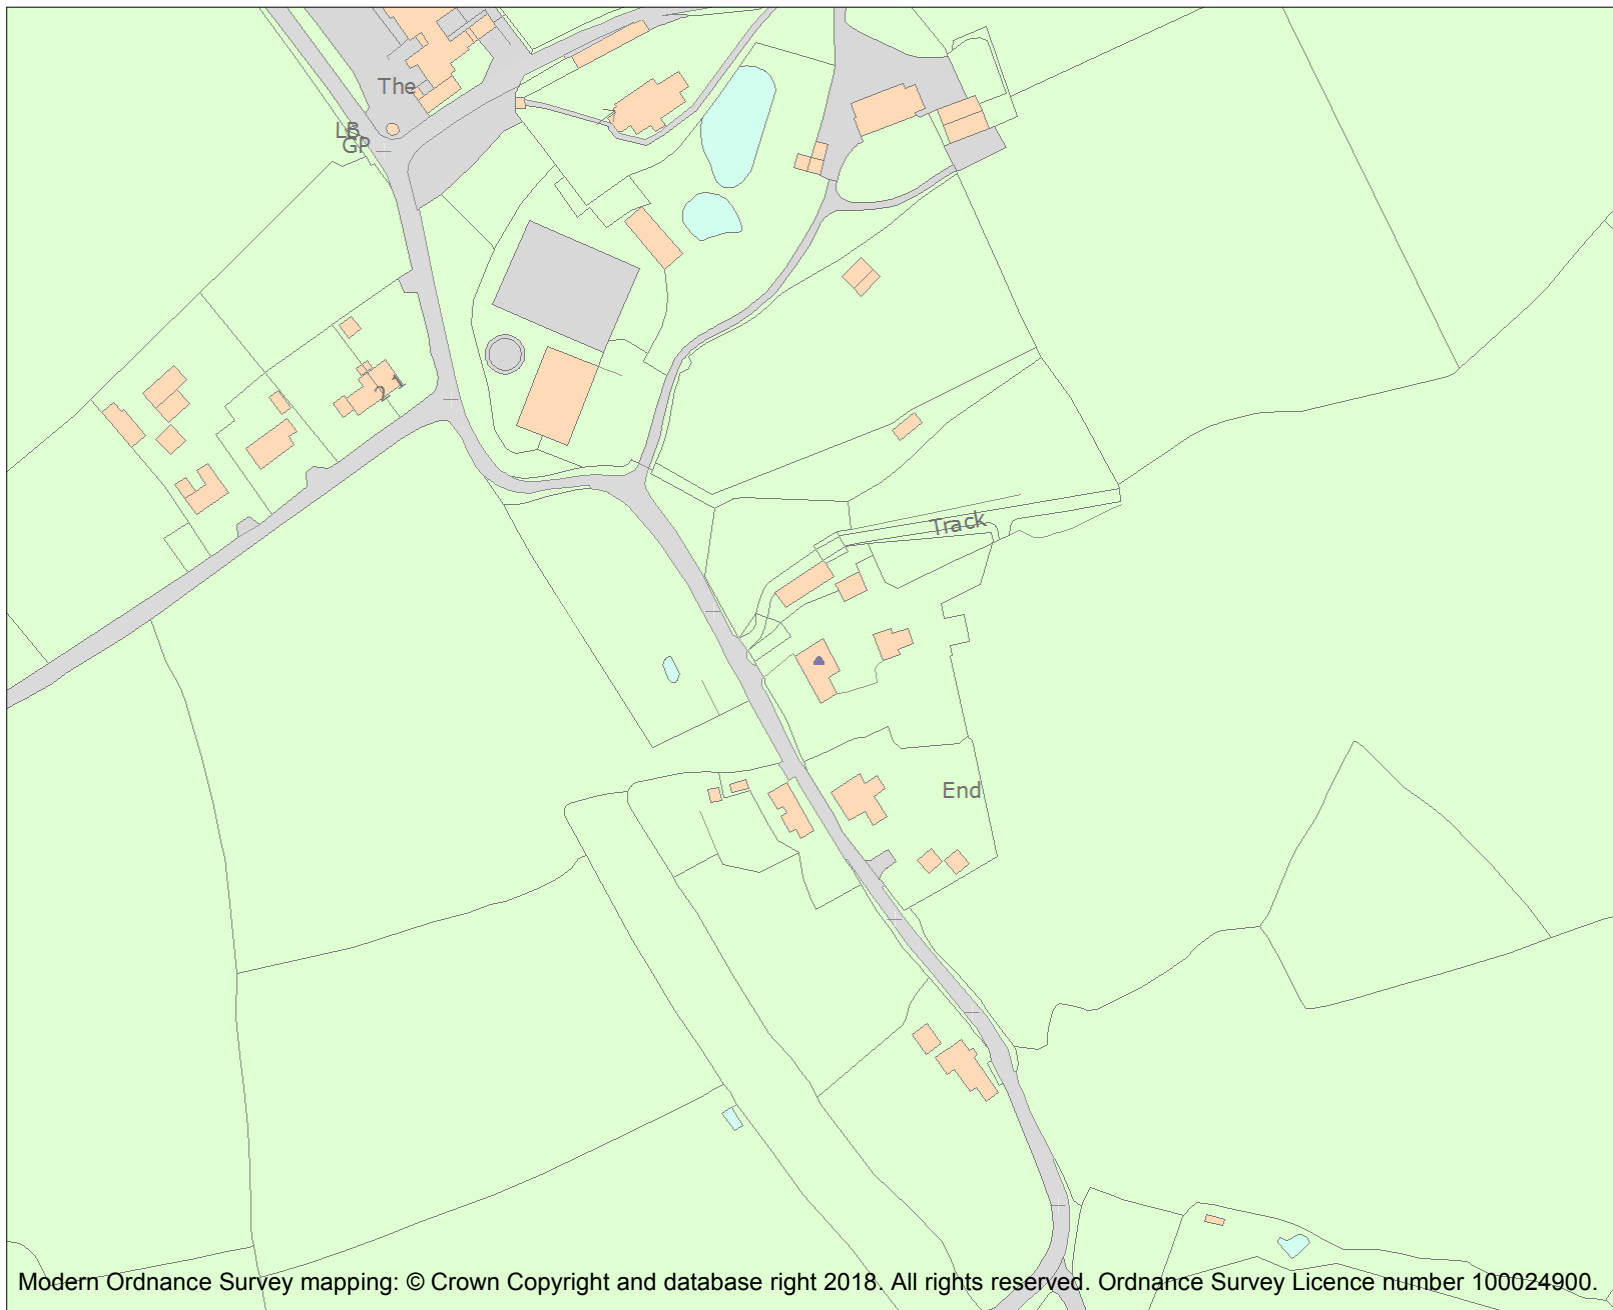 The
LB
GP
2 1
Track
End
Modern Ordnance Survey mapping: © Crown Copyright and database right 2018. All rights reserved. Ordnance Survey Licence number 100024900.